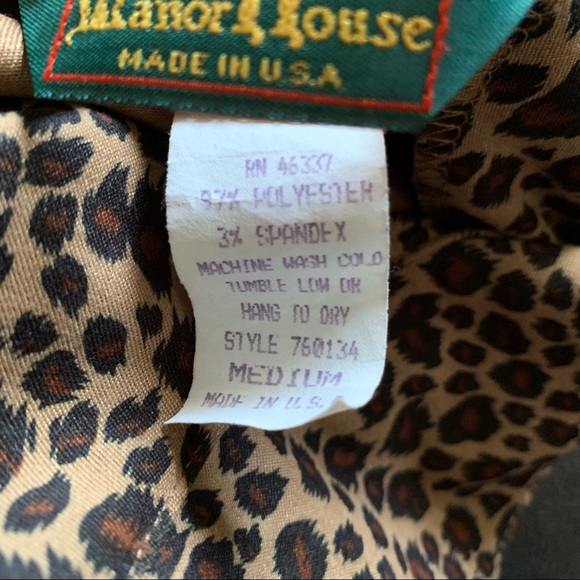 Manor House
MADE IN U.S.A
RN 46337
97% POLYESTER
3% SPANDEX
MACHINE WASH COLD
TUMBLE LOW OR
HANG TO DRY
STYLE 760134
MEDIUM
MADE IN U.S.